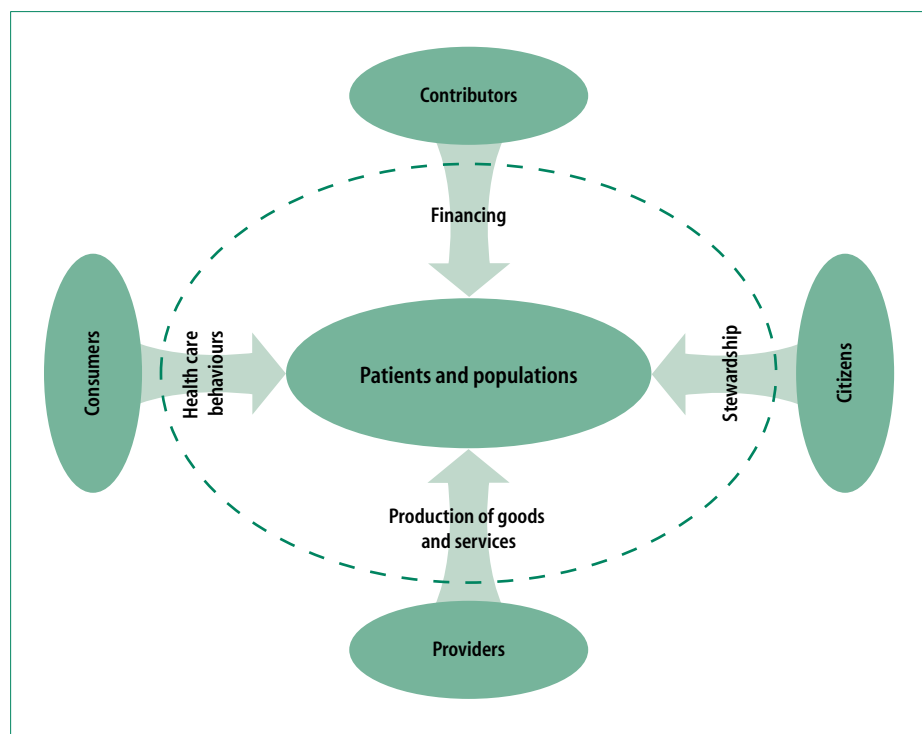 Contributors
Financing
Consumers
Health care
behaviours
Patients and populations
Stewardship
Citizens
Production of goods
and services
Providers